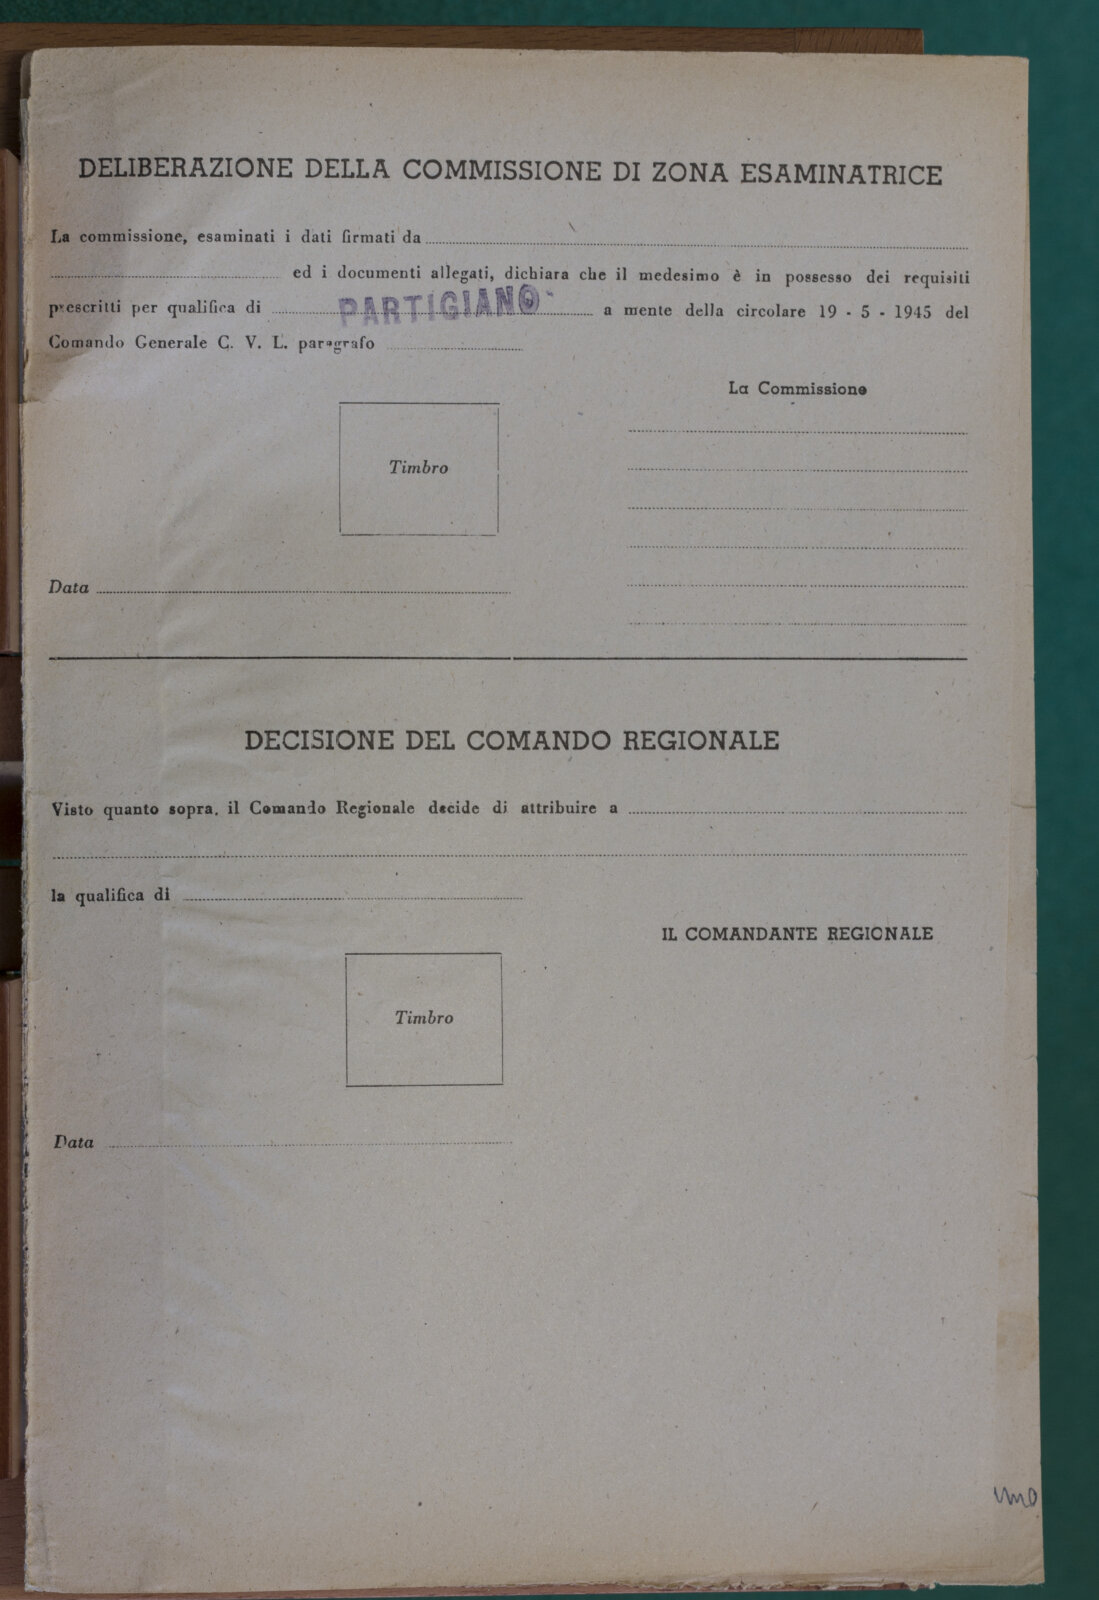 DELIBERAZIONE DELLA COMMISSIONE DI ZONA ESAMINATRICE
La commissione, esaminati i dati firmati da
ed i documenti allegati, dichiara che il medesimo è in possesso dei requisiti
prescritti per qualifica di PARTIGIANO a mente della circolare 19 - 5 - 1945 del
Comando Generale C. V. L. paragrafo
La Commissione
Timbro
Data
DECISIONE DEL COMANDO REGIONALE
Visto quanto sopra, il Comando Regionale decide di attribuire a
la qualifica di
IL COMANDANTE REGIONALE
Timbro
Data